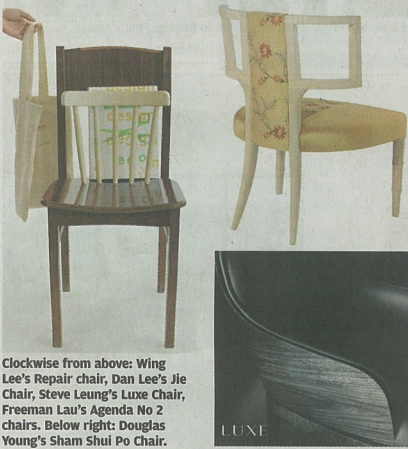 LUXE
Clockwise from above: Wing
Lee's Repair chair, Dan Lee's Jie
Chair, Steve Leung's Luxe Chair,
Freeman Lau's Agenda No 2
chairs. Below right: Douglas
Young's Sham Shui Po Chair.